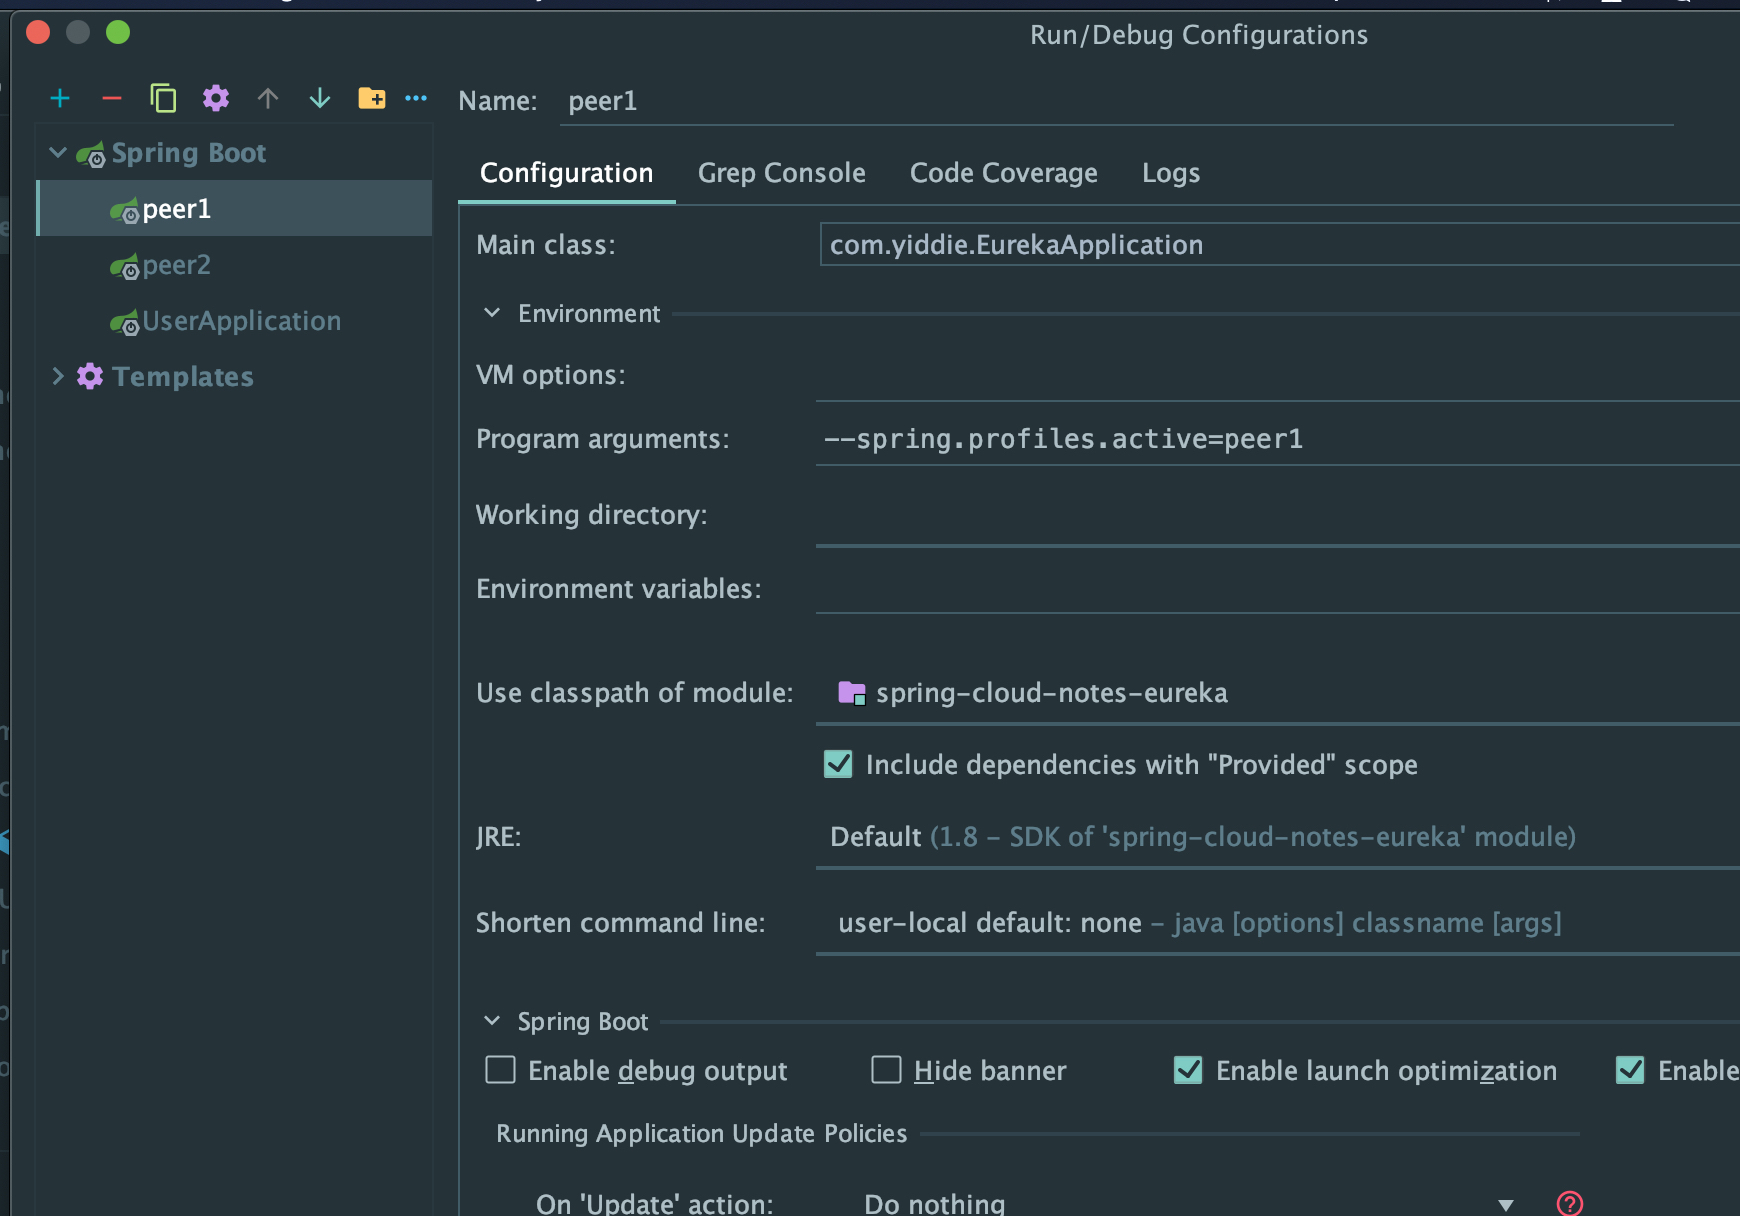 Run/Debug Configurations
Name: peer1
Spring Boot
peer1
peer2
UserApplication
Templates
Configuration Grep Console Code Coverage Logs
Main class: com.yiddie.EurekaApplication
Environment
VM options:
Program arguments: --spring.profiles.active=peer1
Working directory:
Environment variables:
Use classpath of module: spring-cloud-notes-eureka
Include dependencies with "Provided" scope
JRE: Default (1.8 - SDK of 'spring-cloud-notes-eureka' module)
Shorten command line: user-local default: none - java [options] classname [args]
Spring Boot
Enable debug output Hide banner Enable launch optimization Enable
Running Application Update Policies
On 'Update' action: Do nothing